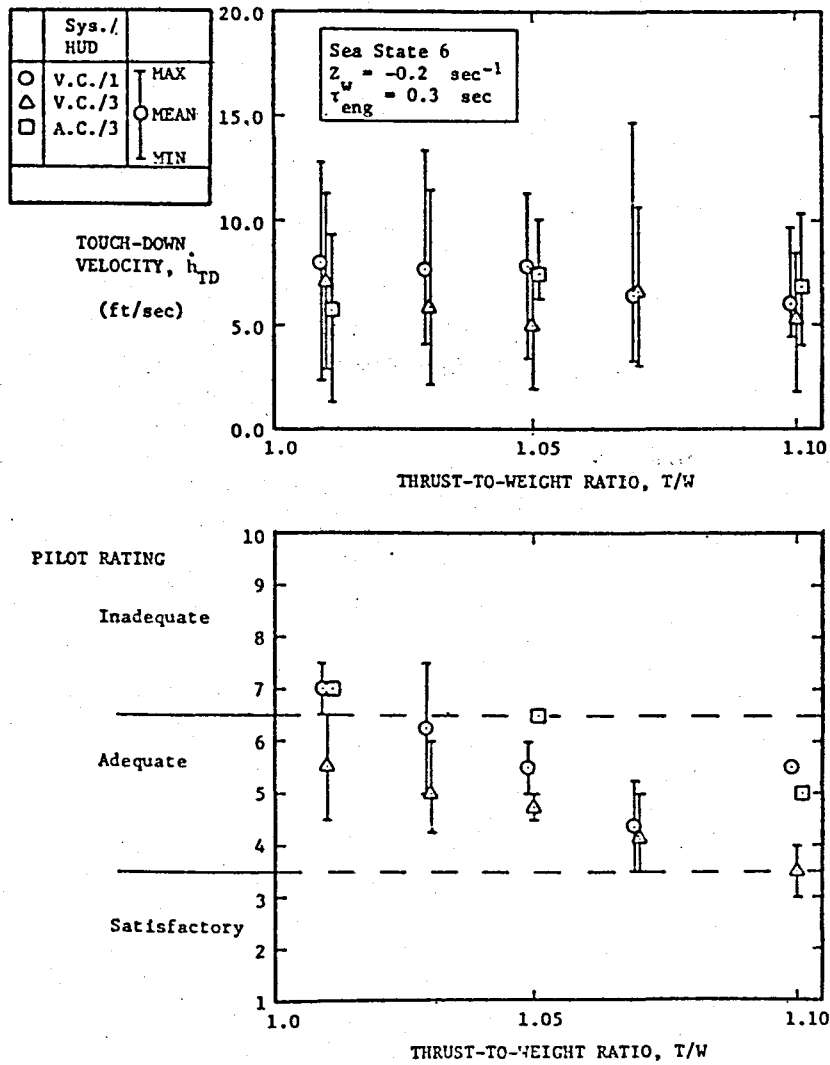 Sys./
HUD
V.C./1
V.C./3
A.C./3
MAX
MEAN
MIN
Sea State 6
Z_w = -0.2 sec⁻¹
τ_eng = 0.3 sec
20.0
15.0
10.0
5.0
0.0
TOUCH-DOWN
VELOCITY, ḣ_TD
(ft/sec)
1.0
1.05
1.10
THRUST-TO-WEIGHT RATIO, T/W
PILOT RATING
Inadequate
Adequate
Satisfactory
10
9
8
7
6
5
4
3
2
1
1.0
1.05
1.10
THRUST-TO-WEIGHT RATIO, T/W